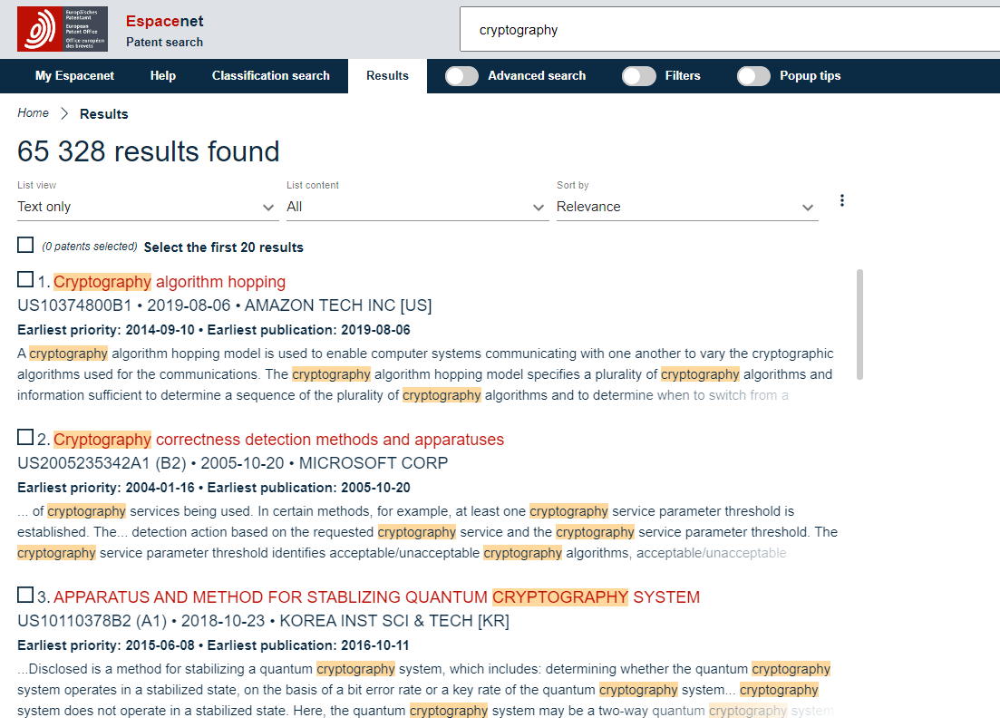 Europäisches
Patentamt
European
Patent Office
Office européen
des brevets
Espacenet
Patent search
cryptography
My Espacenet Help Classification search Results Advanced search Filters Popup tips
Home Results
65 328 results found
List view List content Sort by
Text only All Relevance
(0 patents selected) Select the first 20 results
1. Cryptography algorithm hopping
US10374800B1 • 2019-08-06 • AMAZON TECH INC [US]
Earliest priority: 2014-09-10 • Earliest publication: 2019-08-06
A cryptography algorithm hopping model is used to enable computer systems communicating with one another to vary the cryptographic
algorithms used for the communications. The cryptography algorithm hopping model specifies a plurality of cryptography algorithms and
information sufficient to determine a sequence of the plurality of cryptography algorithms and to determine when to switch from a
2. Cryptography correctness detection methods and apparatuses
US2005235342A1 (B2) • 2005-10-20 • MICROSOFT CORP
Earliest priority: 2004-01-16 • Earliest publication: 2005-10-20
... of cryptography services being used. In certain methods, for example, at least one cryptography service parameter threshold is
established. The... detection action based on the requested cryptography service and the cryptography service parameter threshold. The
cryptography service parameter threshold identifies acceptable/unacceptable cryptography algorithms, acceptable/unacceptable
3. APPARATUS AND METHOD FOR STABLIZING QUANTUM CRYPTOGRAPHY SYSTEM
US10110378B2 (A1) • 2018-10-23 • KOREA INST SCI & TECH [KR]
Earliest priority: 2015-06-08 • Earliest publication: 2016-10-11
...Disclosed is a method for stabilizing a quantum cryptography system, which includes: determining whether the quantum cryptography
system operates in a stabilized state, on the basis of a bit error rate or a key rate of the quantum cryptography system... cryptography
system does not operate in a stabilized state. Here, the quantum cryptography system may be a two-way quantum cryptography system